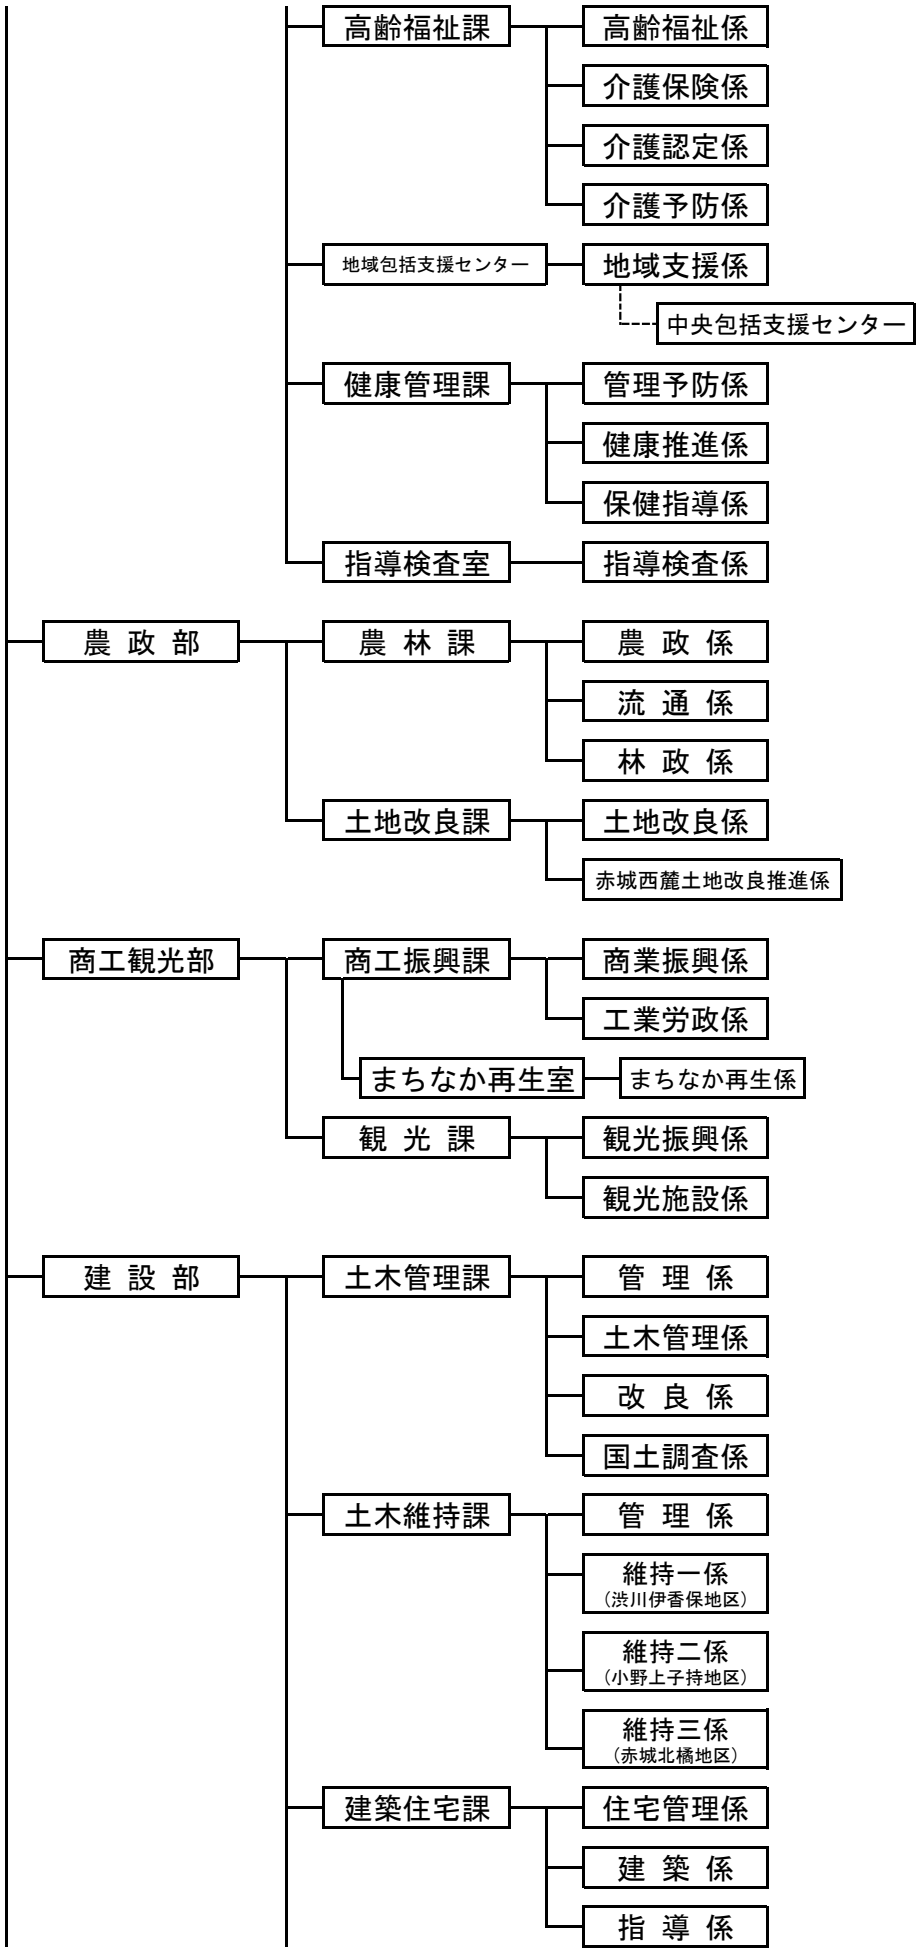 高齢福祉課 高齢福祉係
介護保険係
介護認定係
介護予防係
地域包括支援センター 地域支援係
中央包括支援センター
健康管理課 管理予防係
健康推進係
保健指導係
指導検査室 指導検査係
農 政 部 農 林 課 農 政 係
流 通 係
林 政 係
土地改良課 土地改良係
赤城西麓土地改良推進係
商工観光部 商工振興課 商業振興係
工業労政係
まちなか再生室 まちなか再生係
観 光 課 観光振興係
観光施設係
建 設 部 土木管理課 管 理 係
土木管理係
改 良 係
国土調査係
土木維持課 管 理 係
維持一係
（渋川伊香保地区）
維持二係
（小野上子持地区）
維持三係
（赤城北橘地区）
建築住宅課 住宅管理係
建 築 係
指 導 係